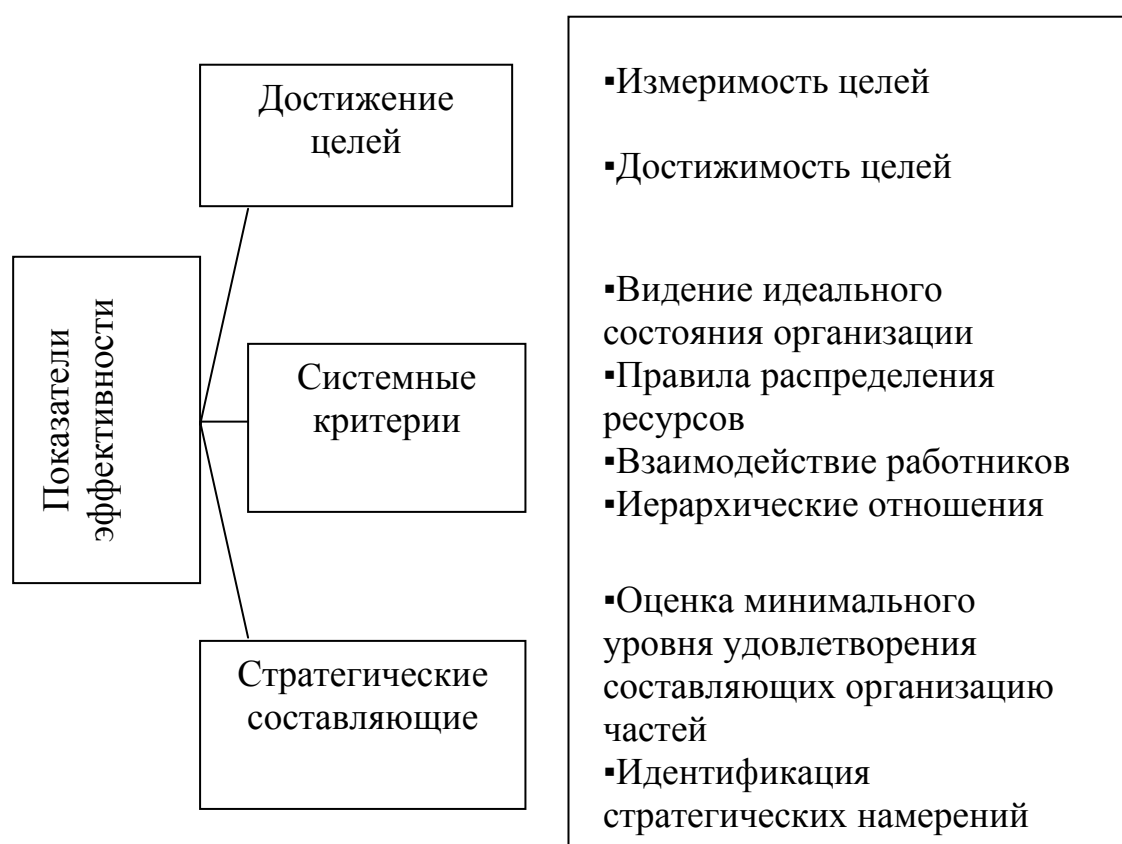 Показатели
эффективности
Достижение
целей
Системные
критерии
Стратегические
составляющие
▪Измеримость целей
▪Достижимость целей
▪Видение идеального
состояния организации
▪Правила распределения
ресурсов
▪Взаимодействие работников
▪Иерархические отношения
▪Оценка минимального
уровня удовлетворения
составляющих организацию
частей
▪Идентификация
стратегических намерений